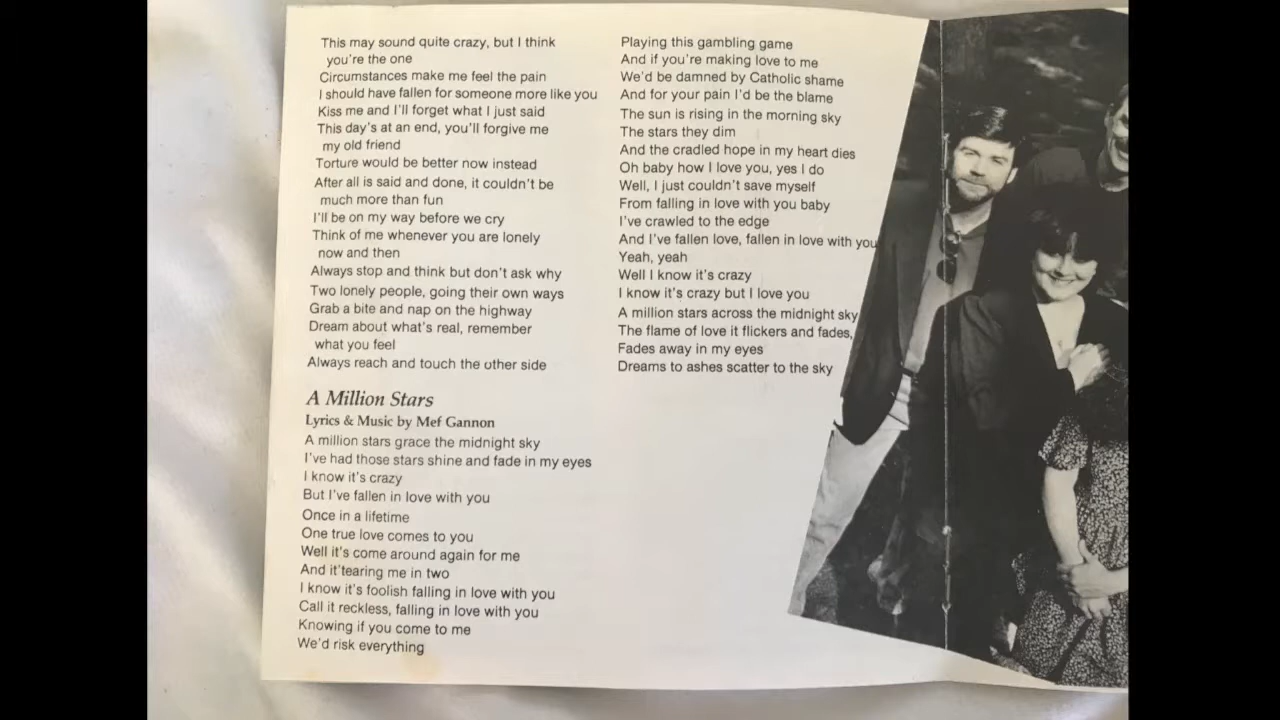 This may sound quite crazy, but I think
you're the one
Circumstances make me feel the pain
I should have fallen for someone more like you
Kiss me and I'll forget what I just said
This day's at an end, you'll forgive me
my old friend
Torture would be better now instead
After all is said and done, it couldn't be
much more than fun
I'll be on my way before we cry
Think of me whenever you are lonely
now and then
Always stop and think but don't ask why
Two lonely people, going their own ways
Grab a bite and nap on the highway
Dream about what's real, remember
what you feel
Always reach and touch the other side
A Million Stars
Lyrics & Music by Mef Gannon
A million stars grace the midnight sky
I've had those stars shine and fade in my eyes
I know it's crazy
But I've fallen in love with you
Once in a lifetime
One true love comes to you
Well it's come around again for me
And it'tearing me in two
I know it's foolish falling in love with you
Call it reckless, falling in love with you
Knowing if you come to me
We'd risk everything
Playing this gambling game
And if you're making love to me
We'd be damned by Catholic shame
And for your pain I'd be the blame
The sun is rising in the morning sky
The stars they dim
And the cradled hope in my heart dies
Oh baby how I love you, yes I do
Well, I just couldn't save myself
From falling in love with you baby
I've crawled to the edge
And I've fallen love, fallen in love with you
Yeah, yeah
Well I know it's crazy
I know it's crazy but I love you
A million stars across the midnight sky
The flame of love it flickers and fades,
Fades away in my eyes
Dreams to ashes scatter to the sky